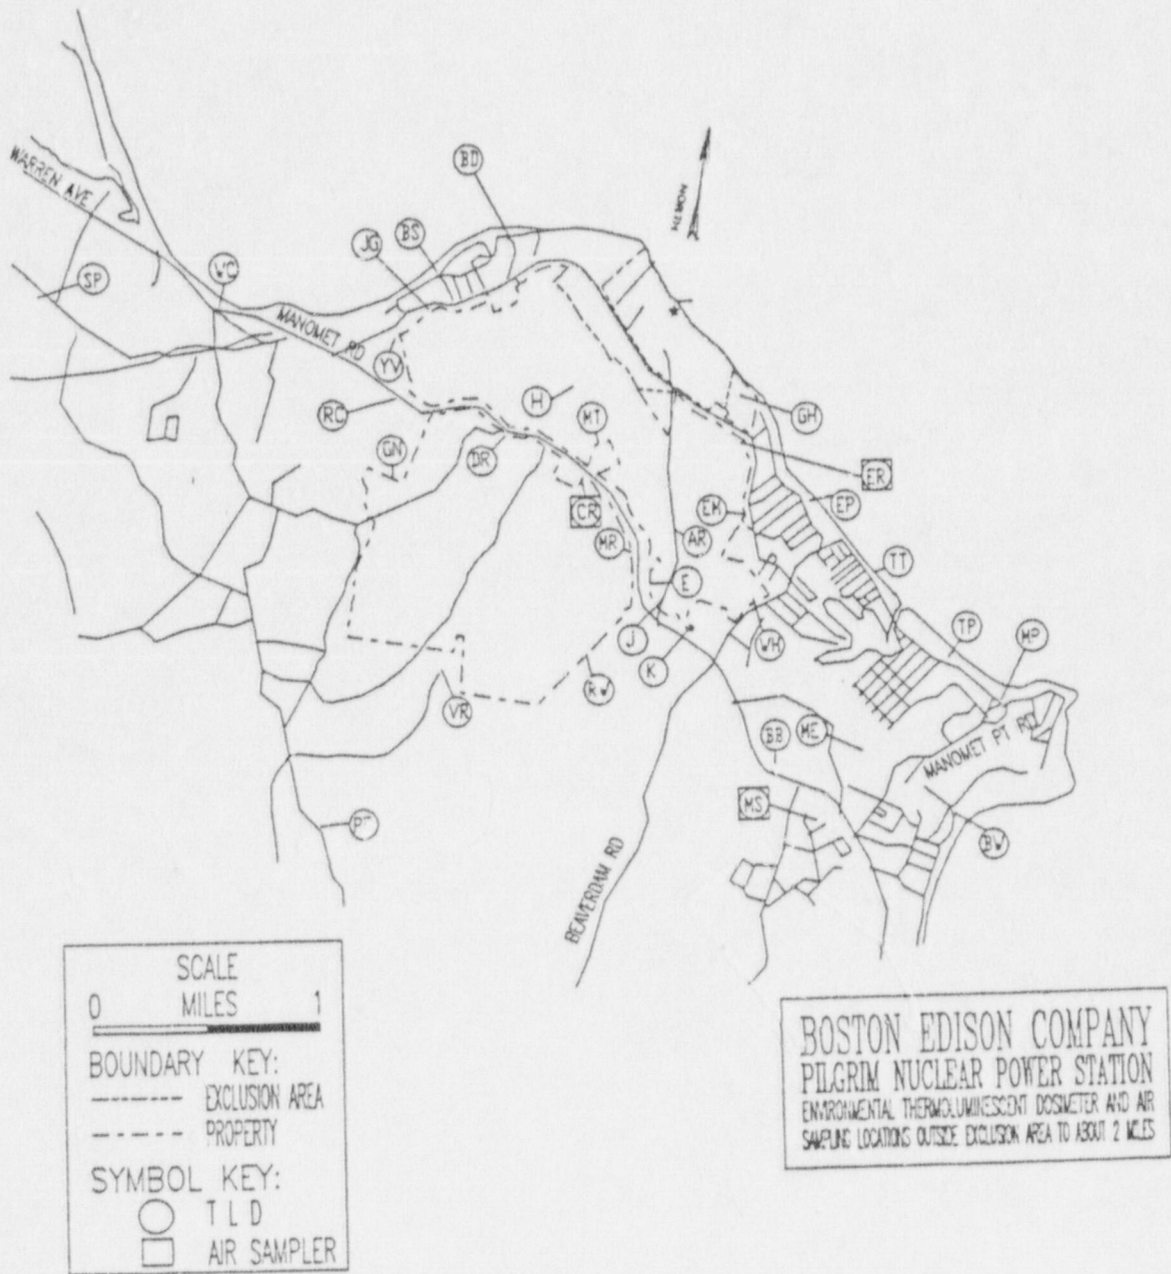 BD
WARREN AVE
NORTH
JG
BS
SP
WC
MANOMET RD
YV
H
RC
MT
GH
GN
DR
ER
CR
EM
EP
MR
AR
TT
E
J
WH
TP
MP
K
RW
VR
BB
ME
MANOMET PT RD
MS
PT
BW
BEAVERDAM RD
SCALE
0 MILES 1
BOUNDARY KEY:
EXCLUSION AREA
PROPERTY
SYMBOL KEY:
TLD
AIR SAMPLER
BOSTON EDISON COMPANY
PILGRIM NUCLEAR POWER STATION
ENVIRONMENTAL THERMOLUMINESCENT DOSIMETER AND AIR
SAMPLING LOCATIONS OUTSIDE EXCLUSION AREA TO ABOUT 2 MILES